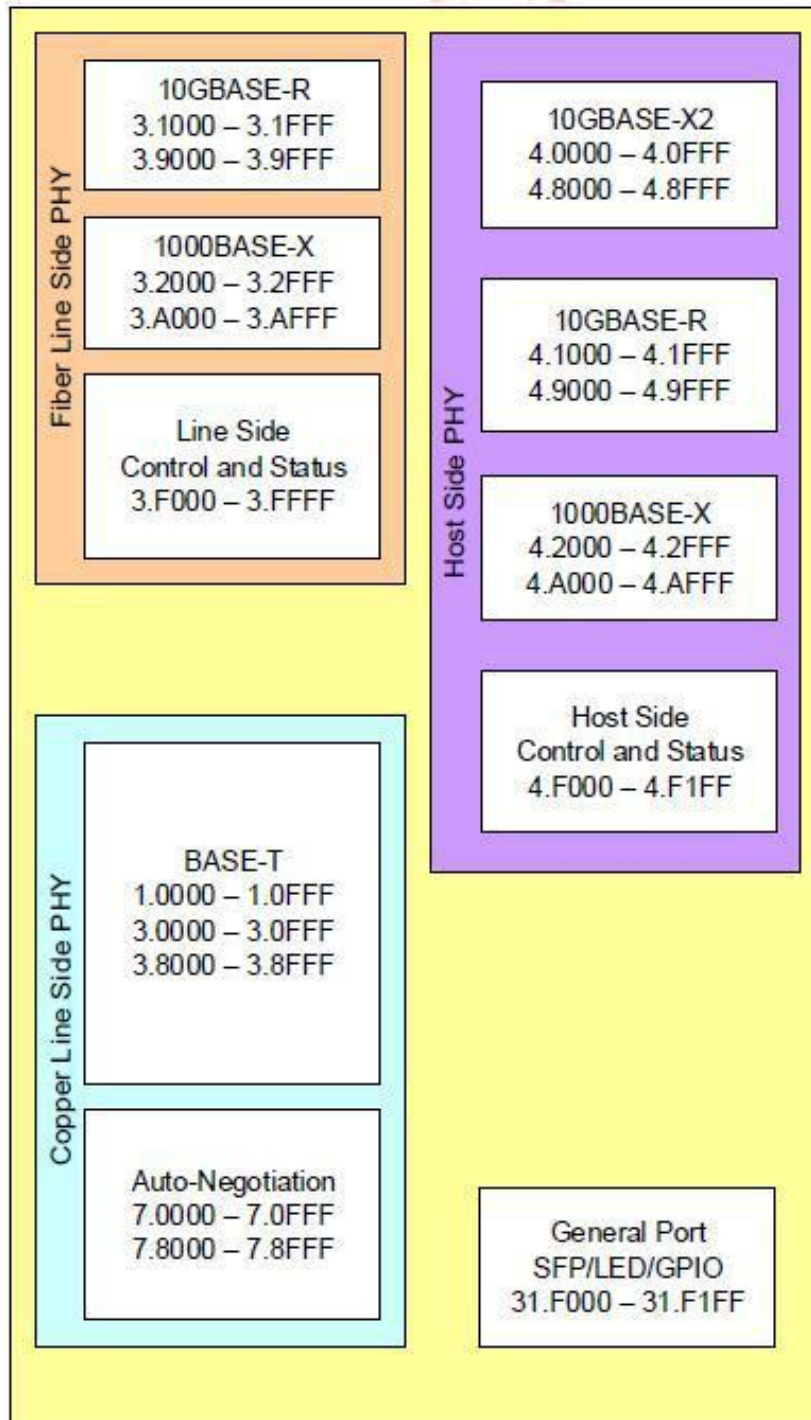 Fiber Line Side PHY
10GBASE-R
3.1000 – 3.1FFF
3.9000 – 3.9FFF
1000BASE-X
3.2000 – 3.2FFF
3.A000 – 3.AFFF
Line Side
Control and Status
3.F000 – 3.FFFF
Host Side PHY
10GBASE-X2
4.0000 – 4.0FFF
4.8000 – 4.8FFF
10GBASE-R
4.1000 – 4.1FFF
4.9000 – 4.9FFF
1000BASE-X
4.2000 – 4.2FFF
4.A000 – 4.AFFF
Host Side
Control and Status
4.F000 – 4.F1FF
Copper Line Side PHY
BASE-T
1.0000 – 1.0FFF
3.0000 – 3.0FFF
3.8000 – 3.8FFF
Auto-Negotiation
7.0000 – 7.0FFF
7.8000 – 7.8FFF
General Port
SFP/LED/GPIO
31.F000 – 31.F1FF